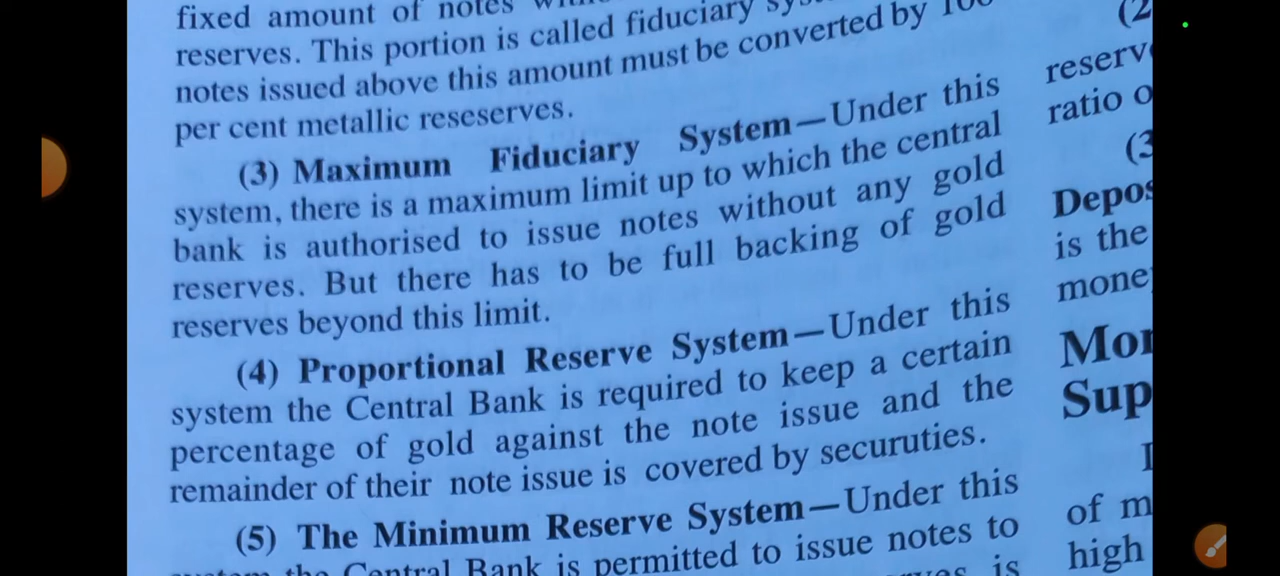 fixed amount of notes
reserves. This portion is called fiduciary
notes issued above this amount must be converted by
per cent metallic reseserves.
(3) Maximum Fiduciary System—Under this
system, there is a maximum limit up to which the central
bank is authorised to issue notes without any gold
reserves. But there has to be full backing of gold
reserves beyond this limit.
(4) Proportional Reserve System—Under this
system the Central Bank is required to keep a certain
percentage of gold against the note issue and the
remainder of their note issue is covered by securuties.
(5) The Minimum Reserve System—Under this
the Central Bank is permitted to issue notes to
is
(2
reserv
ratio o
(3
Depos
is the
mone
Mon
Sup
I
of m
high